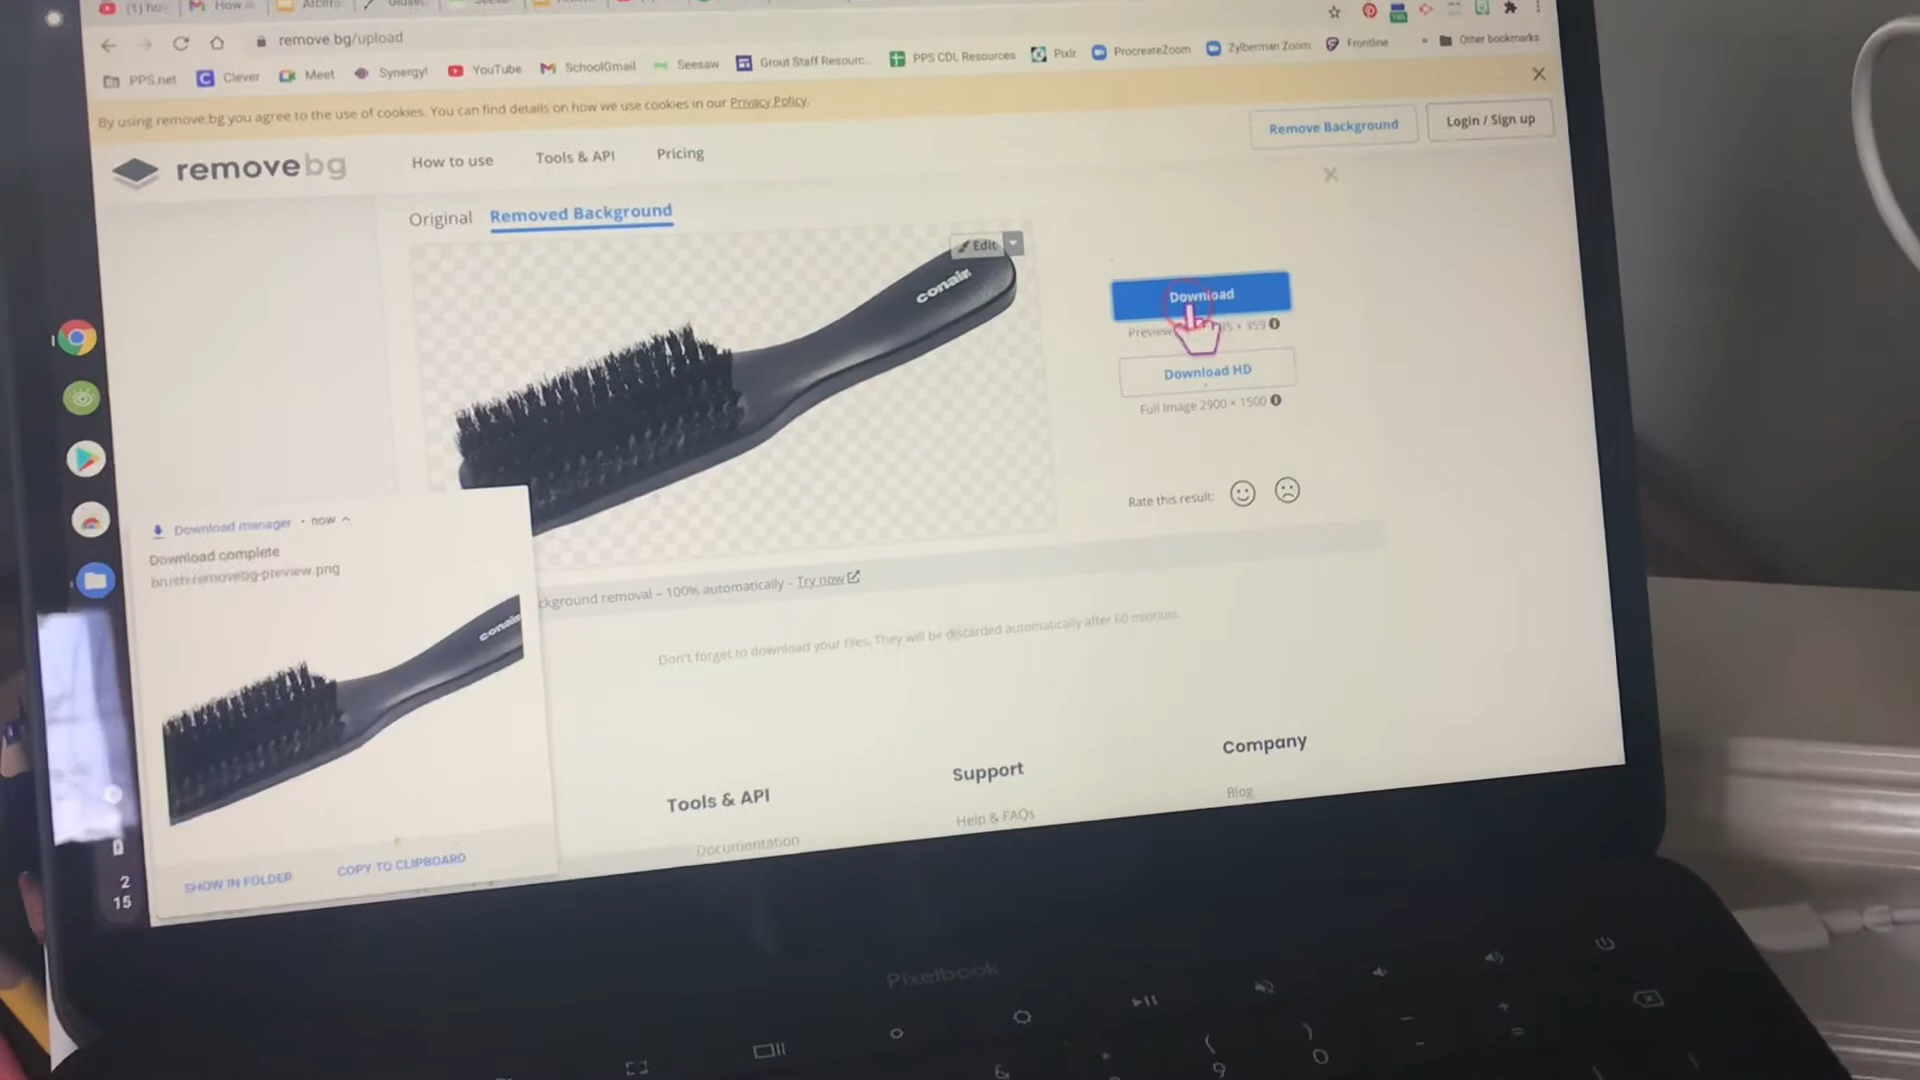 How
remove.bg/upload
PPS.net Clever Meet Synergy! YouTube SchoolGmail Seesaw Grout Staff Resourc... PPS CDL Resources Pixlr ProcreateZoom Zylberman Zoom Frontline » Other bookmarks
By using remove.bg you agree to the use of cookies. You can find details on how we use cookies in our Privacy Policy.
removebg How to use Tools & API Pricing Remove Background Login / Sign up
Original Removed Background
Edit
conair
Download
Preview × 359
Download HD
Full Image 2900 × 1500
Rate this result:
Download manager • now
Download complete
brush-removebg-preview.png
conair
SHOW IN FOLDER COPY TO CLIPBOARD
ckground removal – 100% automatically – Try now
Don't forget to download your files. They will be discarded automatically after 60 minutes.
Tools & API Support Company
Documentation Help & FAQs Blog
2
15
Pixelbook
+
=
(
9
)
0
&